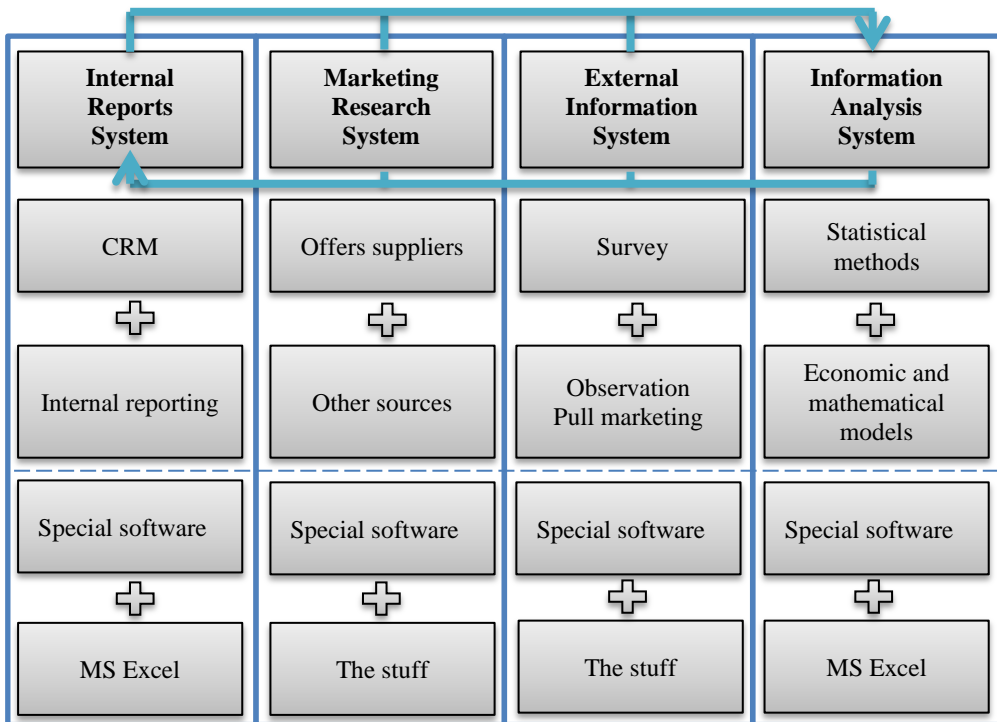 Internal
Reports
System
Marketing
Research
System
External
Information
System
Information
Analysis
System
CRM
Offers suppliers
Survey
Statistical
methods
Internal reporting
Other sources
Observation
Pull marketing
Economic and
mathematical
models
Special software
Special software
Special software
Special software
MS Excel
The stuff
The stuff
MS Excel